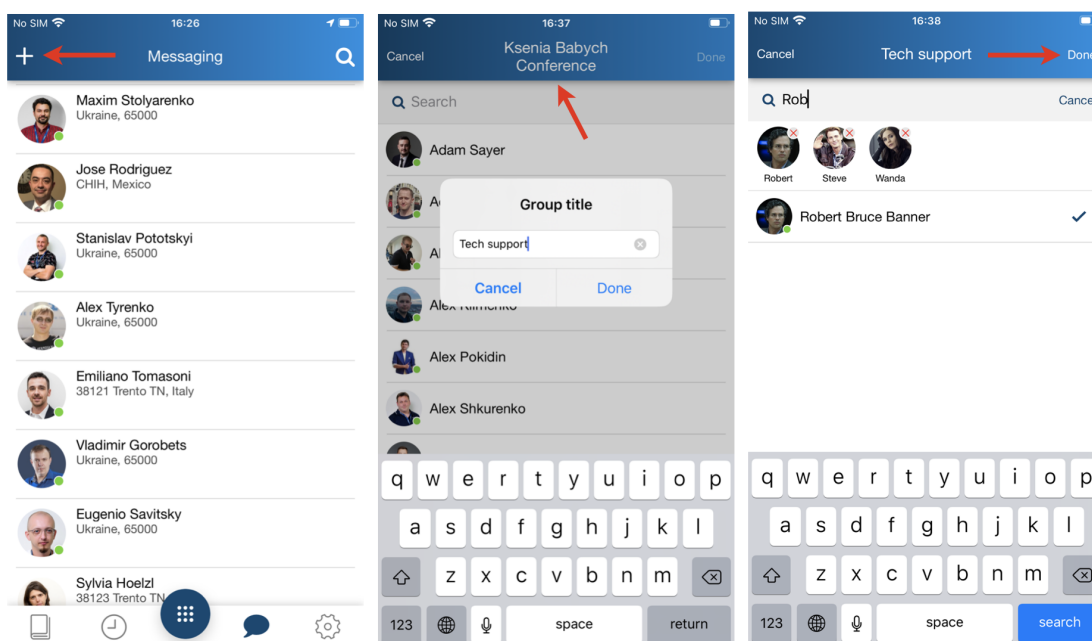 No SIM 16:26
Messaging
Maxim Stolyarenko
Ukraine, 65000
Jose Rodriguez
CHIH, Mexico
Stanislav Pototskyi
Ukraine, 65000
Alex Tyrenko
Ukraine, 65000
Emiliano Tomasoni
38121 Trento TN, Italy
Vladimir Gorobets
Ukraine, 65000
Eugenio Savitsky
Ukraine, 65000
Sylvia Hoelzl
38123 Trento TN
No SIM 16:37
Cancel Ksenia Babych Conference Done
Search
Adam Sayer
A
Group title
Tech support
Al
Cancel Done
Alex Klimenko
Alex Pokidin
Alex Shkurenko
q w e r t y u i o p
a s d f g h j k l
z x c v b n m
123 space return
No SIM 16:38
Cancel Tech support Done
Rob Cance
Robert Steve Wanda
Robert Bruce Banner
q w e r t y u i o p
a s d f g h j k l
z x c v b n m
123 space search